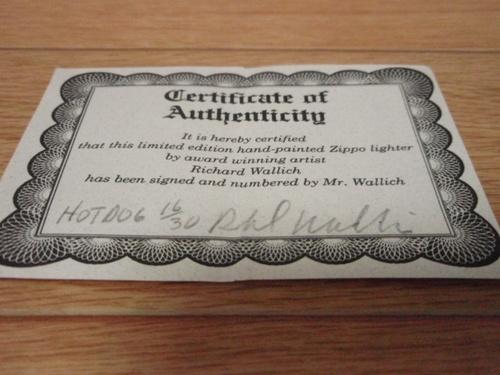 Certificate of
Authenticity
It is hereby certified
that this limited edition hand-painted Zippo lighter
by award winning artist
Richard Wallich
has been signed and numbered by Mr. Wallich
HOTDOG 16/30